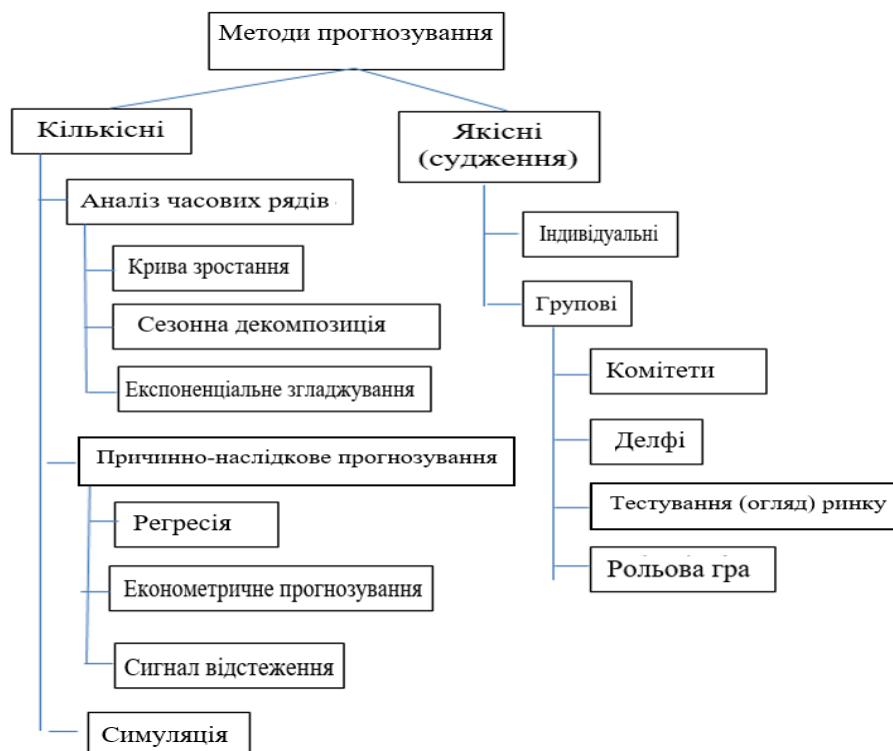 Методи прогнозування
Кількісні
Аналіз часових рядів
Крива зростання
Сезонна декомпозиція
Експоненціальне згладжування
Причинно-наслідкове прогнозування
Регресія
Економетричне прогнозування
Сигнал відстеження
Симуляція
Якісні
(судження)
Індивідуальні
Групові
Комітети
Делфі
Тестування (огляд) ринку
Рольова гра